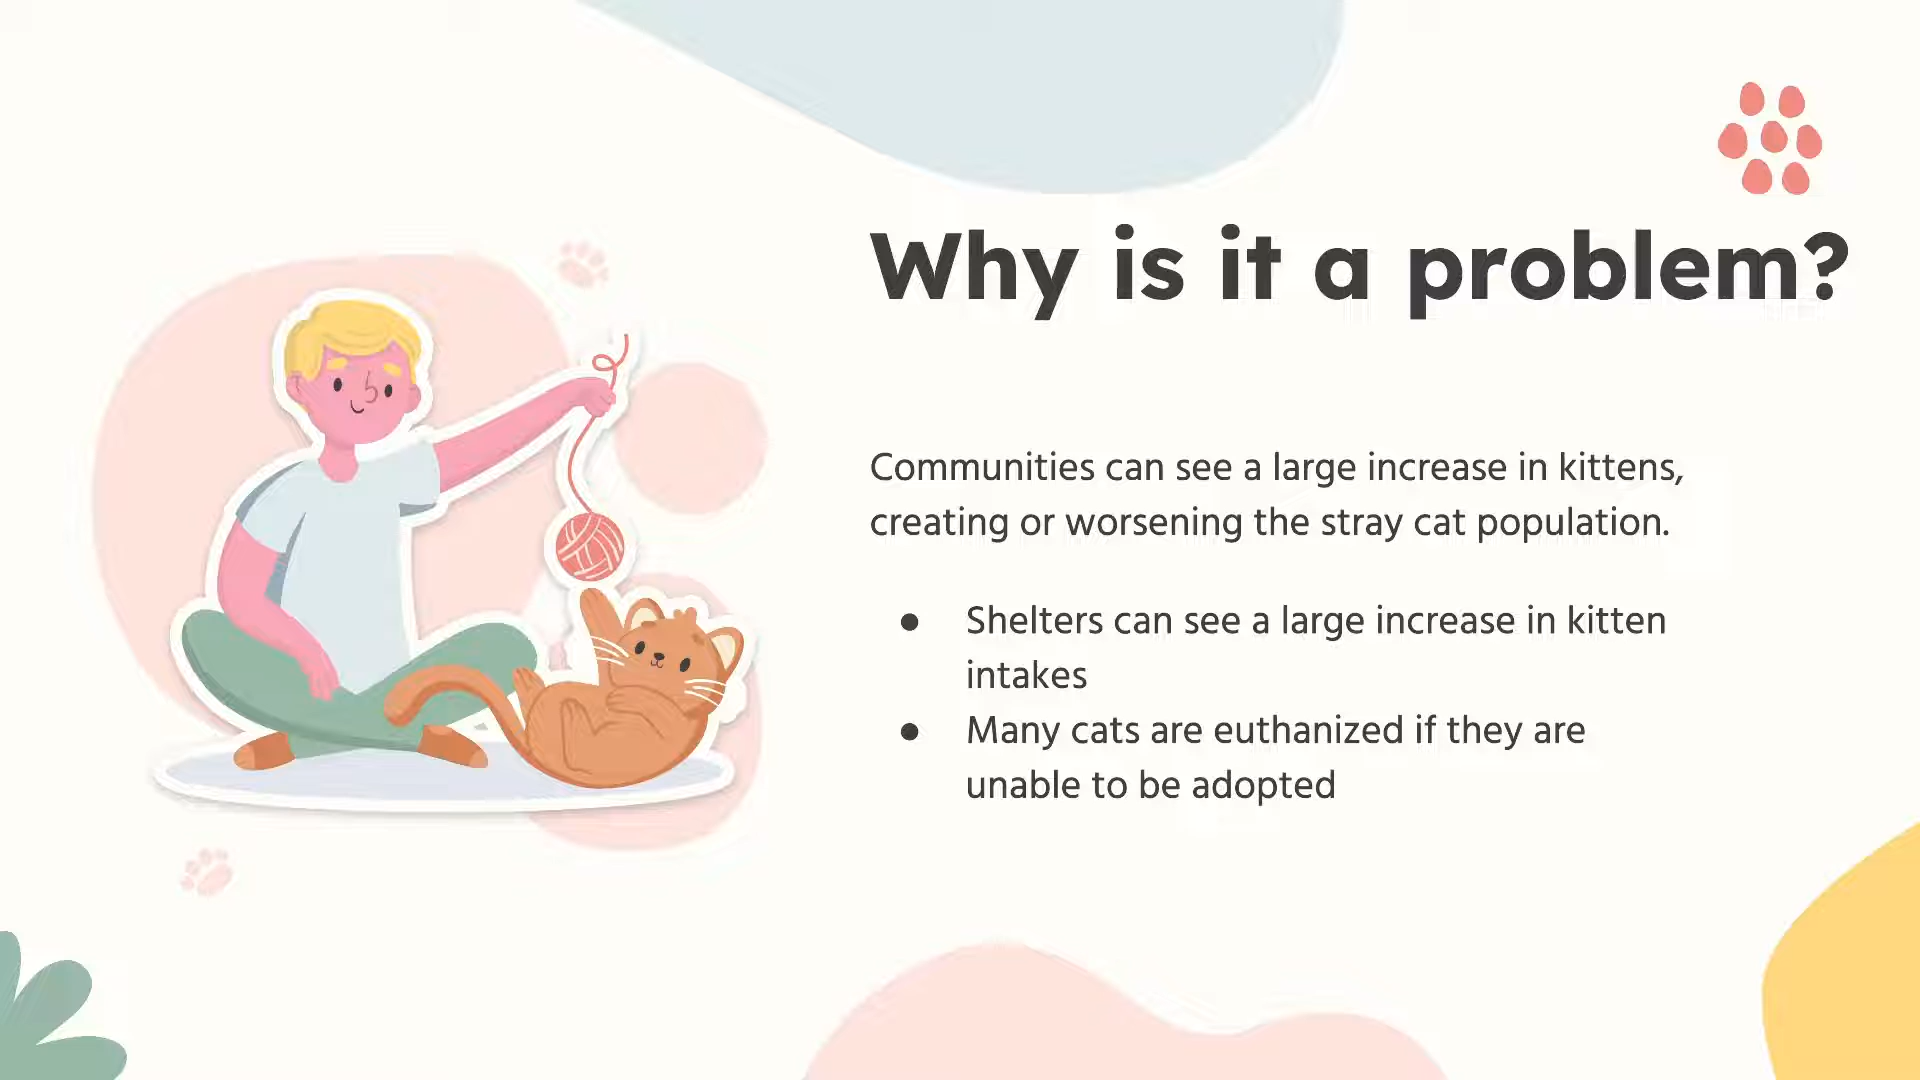 Why is it a problem?
Communities can see a large increase in kittens,
creating or worsening the stray cat population.
● Shelters can see a large increase in kitten
intakes
● Many cats are euthanized if they are
unable to be adopted